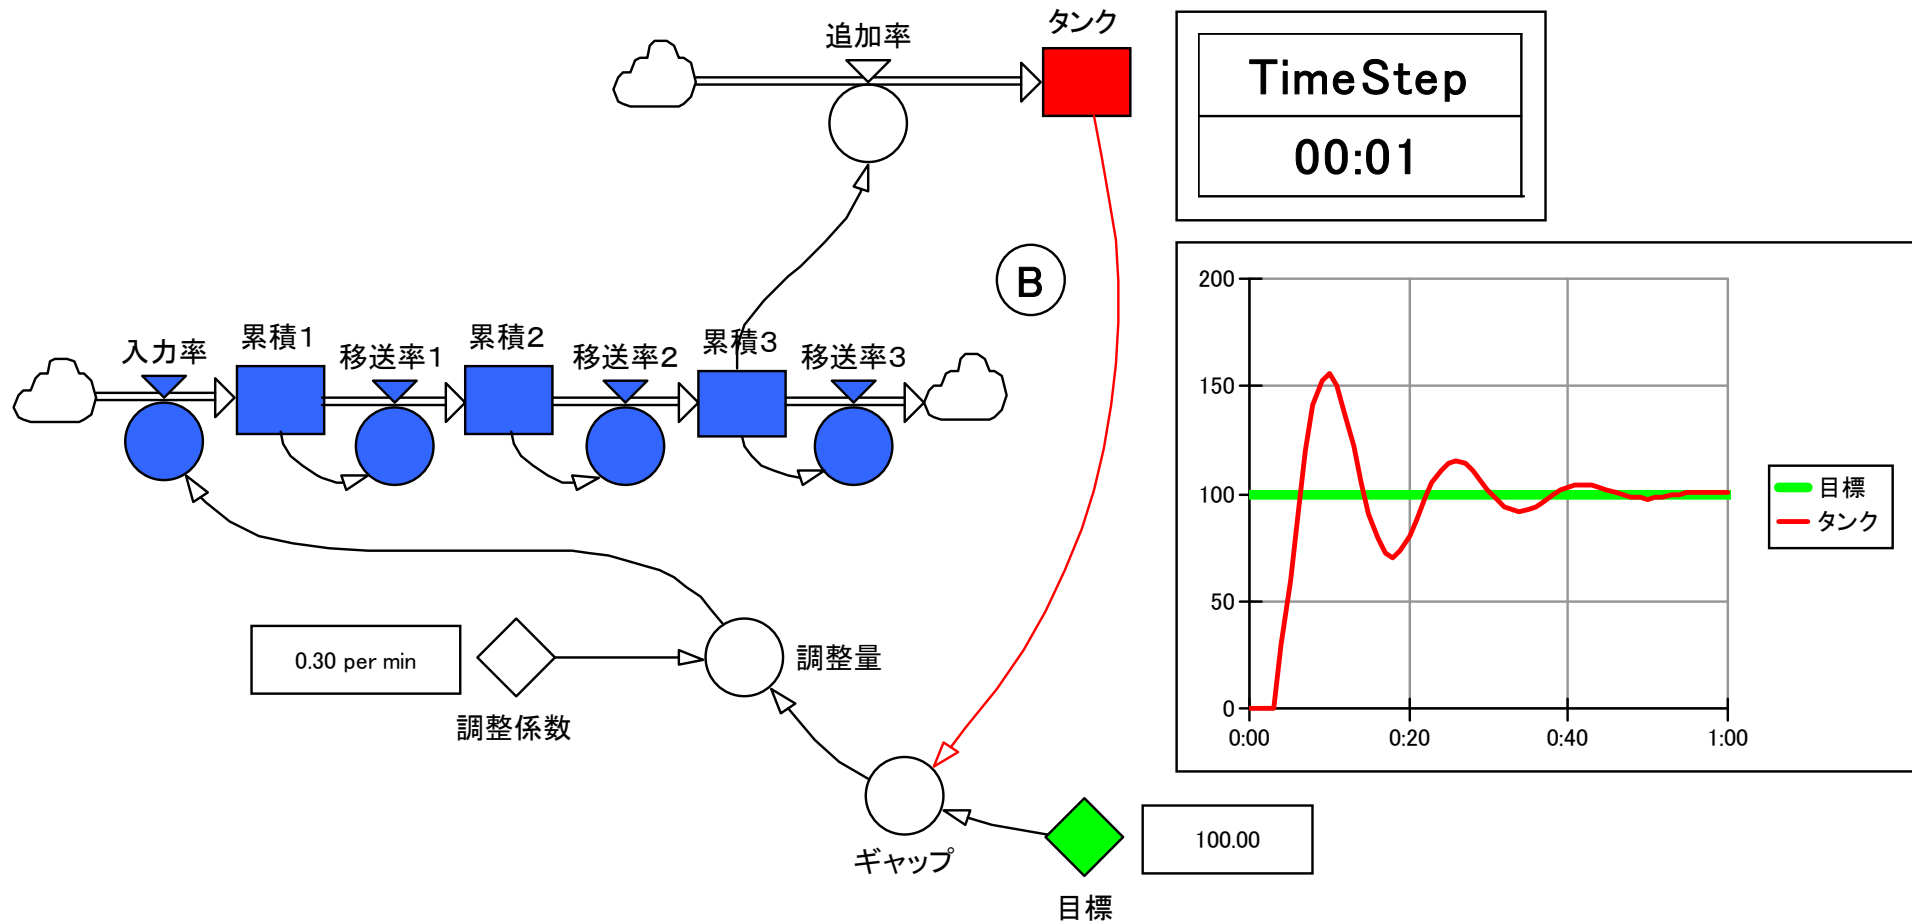 タンク
追加率
TimeStep
00:01
B
入力率
累積1
移送率1
累積2
移送率2
累積3
移送率3
200
150
100
50
0
0:00
0:20
0:40
1:00
目標
タンク
0.30 per min
調整係数
調整量
ギャップ
目標
100.00